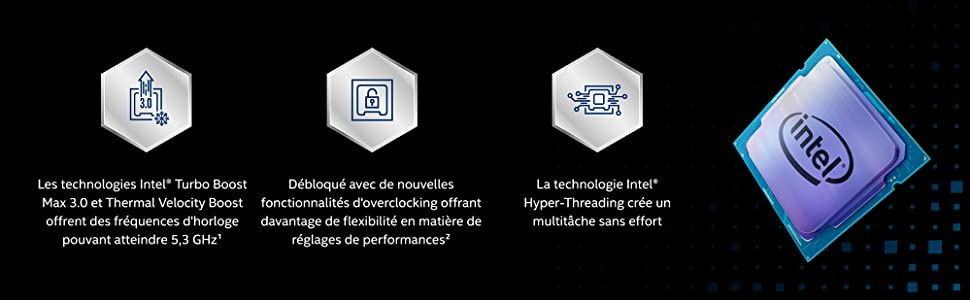 3.0
Les technologies Intel® Turbo Boost
Max 3.0 et Thermal Velocity Boost
offrent des fréquences d'horloge
pouvant atteindre 5,3 GHz¹
Débloqué avec de nouvelles
fonctionnalités d'overclocking offrant
davantage de flexibilité en matière de
réglages de performances²
La technologie Intel®
Hyper-Threading crée un
multitâche sans effort
intel